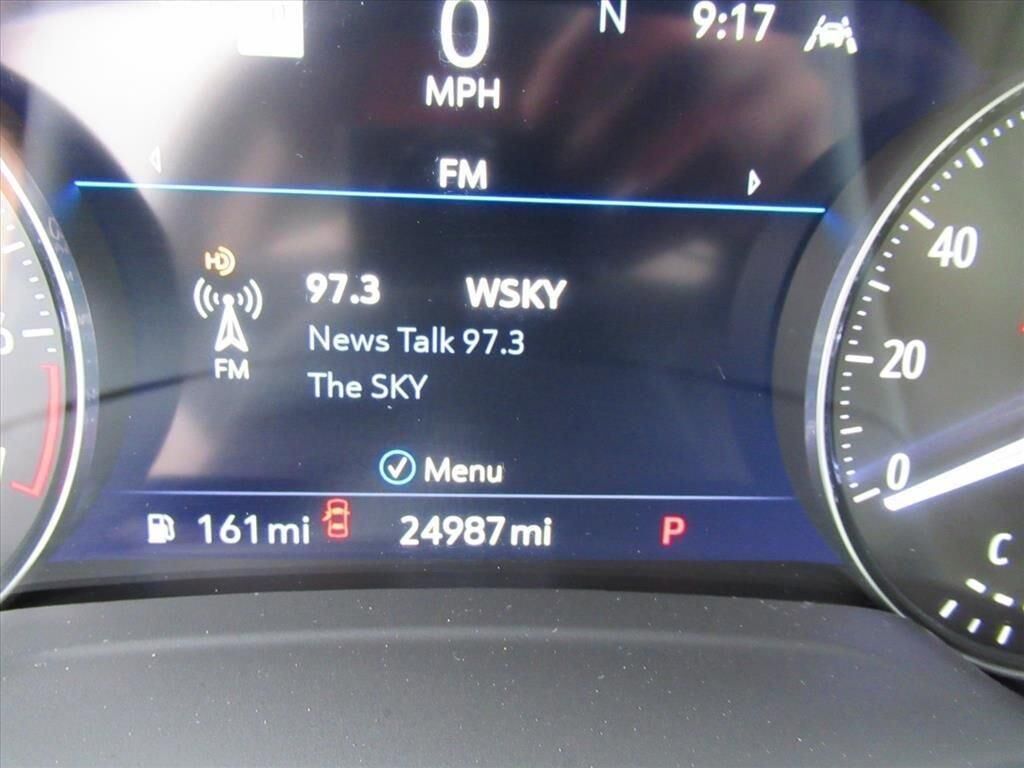 0 N 9:17
MPH
FM
HD
97.3 WSKY
News Talk 97.3
FM
The SKY
Menu
161 mi 24987 mi P
40
20
0
C